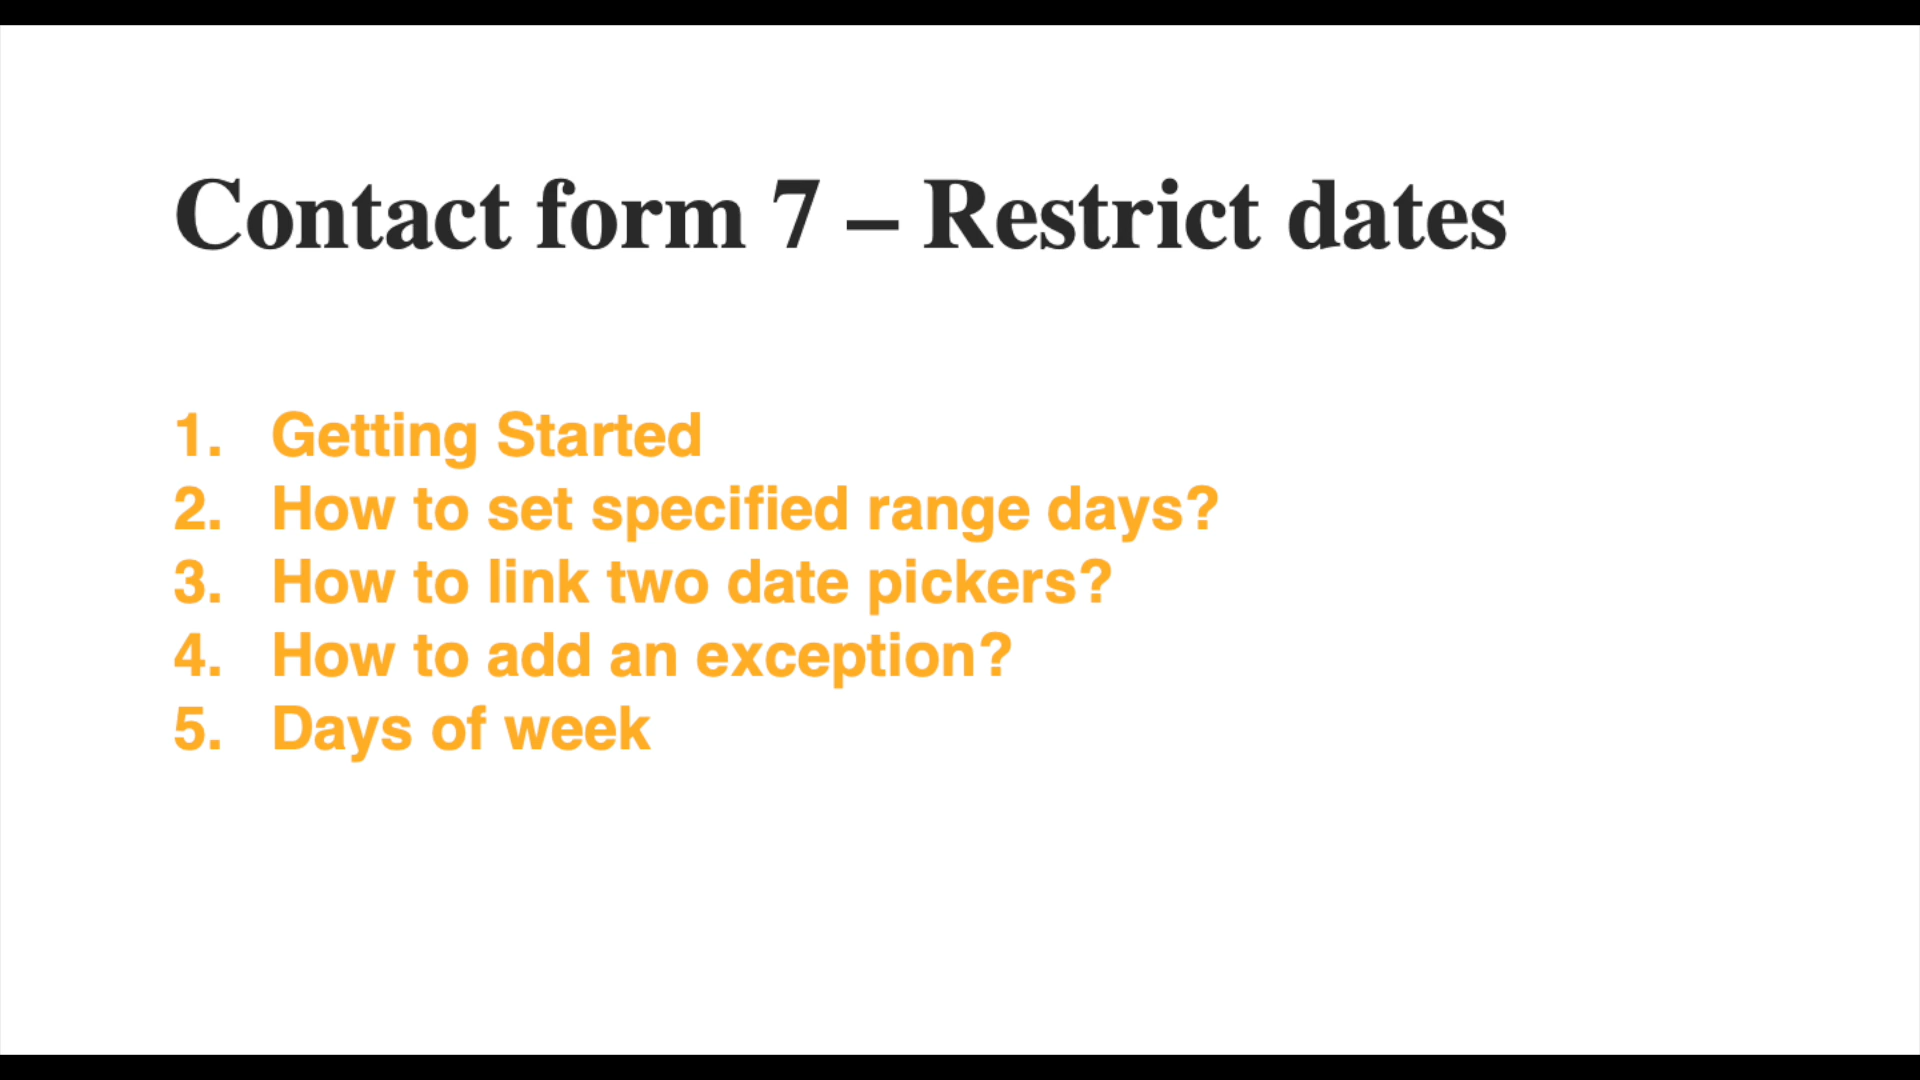 Contact form 7 – Restrict dates
1. Getting Started
2. How to set specified range days?
3. How to link two date pickers?
4. How to add an exception?
5. Days of week